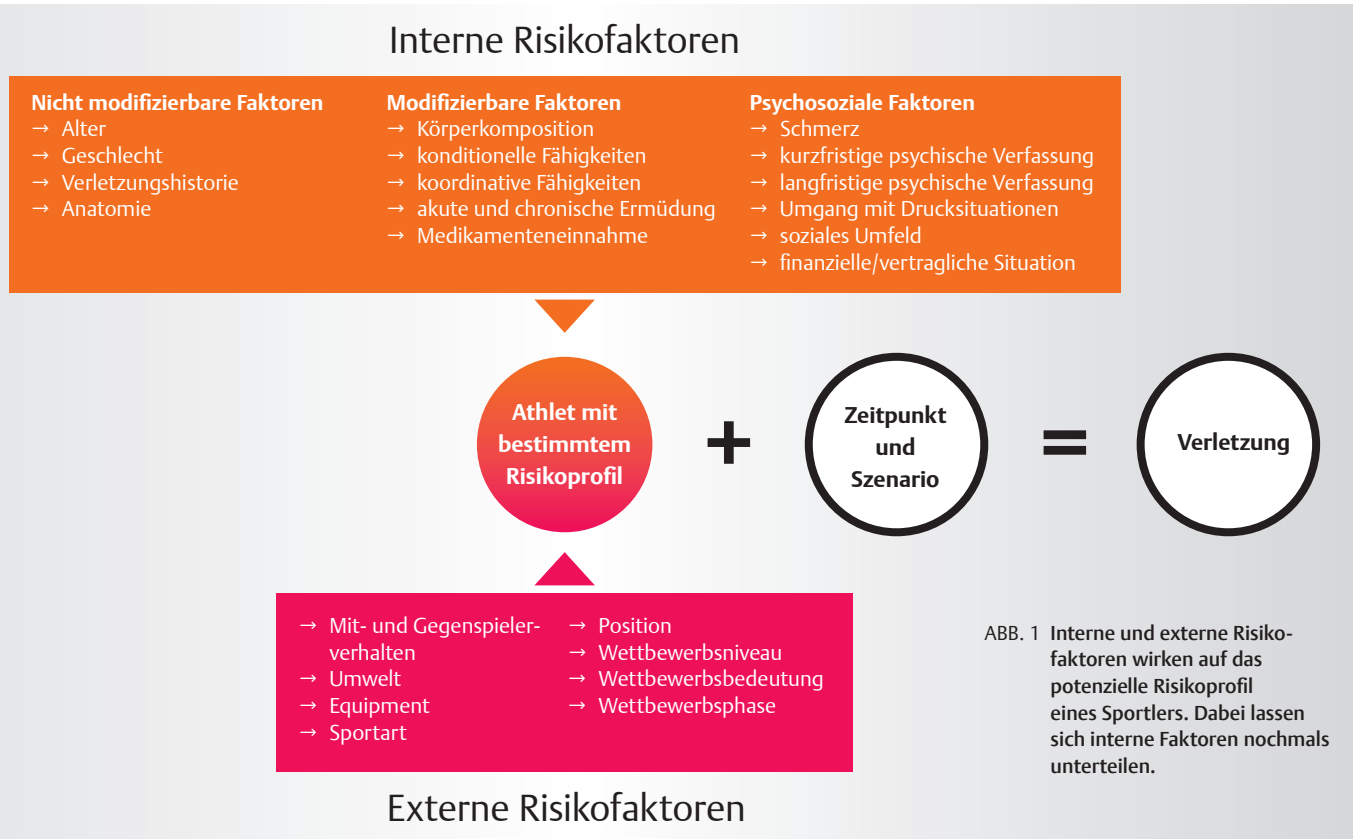 Interne Risikofaktoren
Nicht modifizierbare Faktoren
→ Alter
→ Geschlecht
→ Verletzungshistorie
→ Anatomie
Modifizierbare Faktoren
→ Körperkomposition
→ konditionelle Fähigkeiten
→ koordinative Fähigkeiten
→ akute und chronische Ermüdung
→ Medikamenteneinnahme
Psychosoziale Faktoren
→ Schmerz
→ kurzfristige psychische Verfassung
→ langfristige psychische Verfassung
→ Umgang mit Drucksituationen
→ soziales Umfeld
→ finanzielle/vertragliche Situation
Athlet mit
bestimmtem
Risikoprofil
+
Zeitpunkt
und
Szenario
=
Verletzung
→ Mit- und Gegenspieler-
verhalten
→ Umwelt
→ Equipment
→ Sportart
→ Position
→ Wettbewerbsniveau
→ Wettbewerbsbedeutung
→ Wettbewerbsphase
Externe Risikofaktoren
ABB. 1 Interne und externe Risiko-
faktoren wirken auf das
potenzielle Risikoprofil
eines Sportlers. Dabei lassen
sich interne Faktoren nochmals
unterteilen.